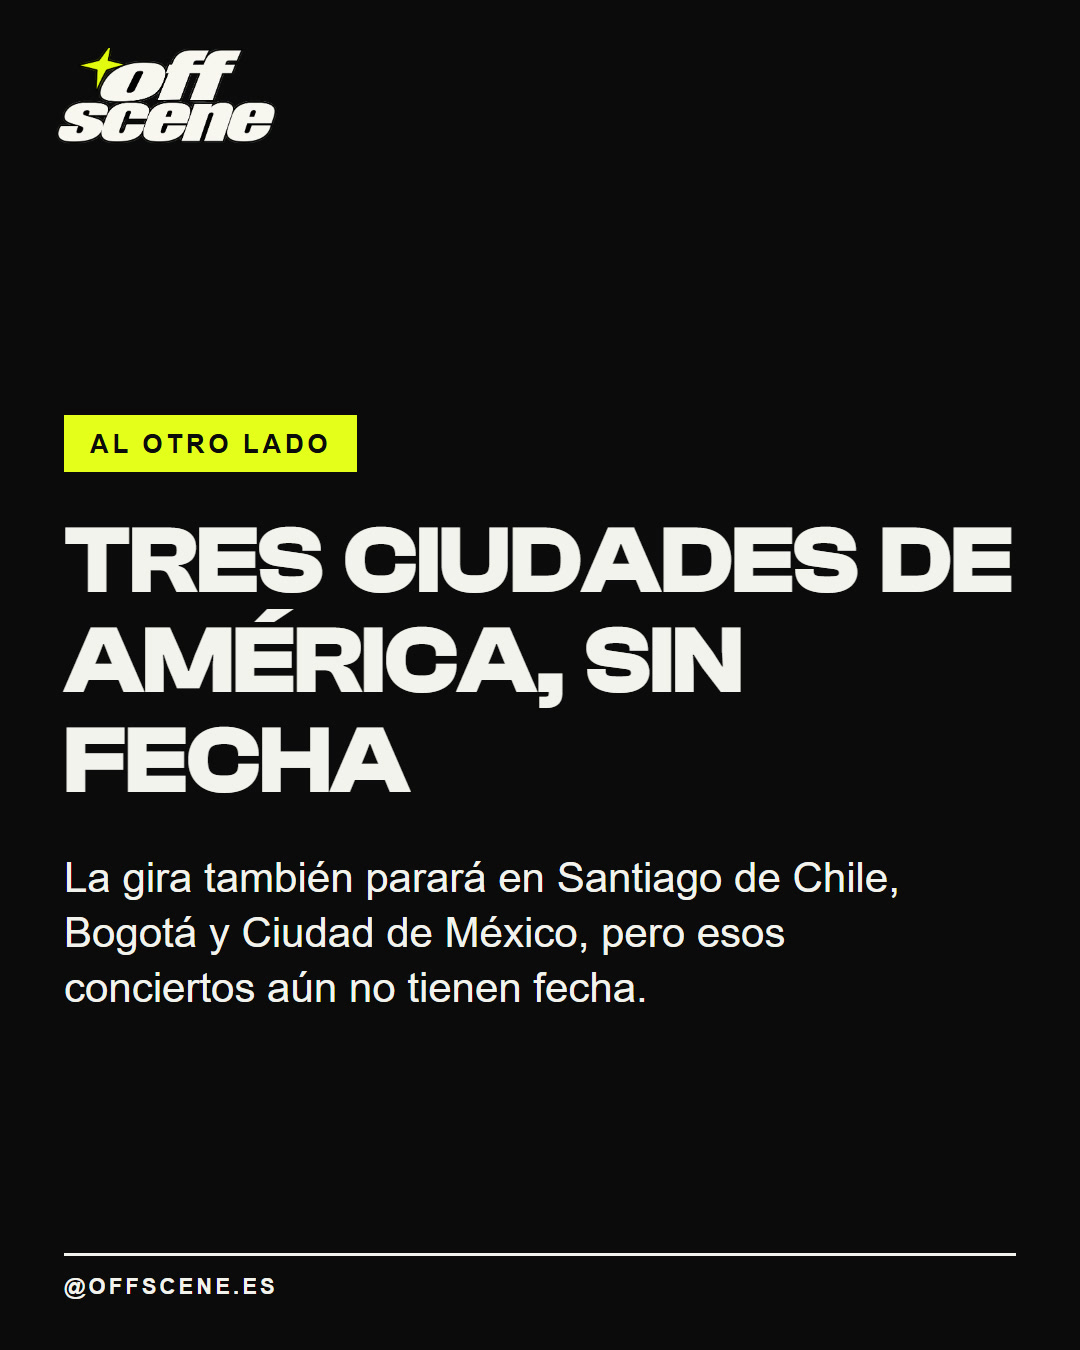 off
scene
AL OTRO LADO
TRES CIUDADES DE
AMÉRICA, SIN
FECHA
La gira también parará en Santiago de Chile,
Bogotá y Ciudad de México, pero esos
conciertos aún no tienen fecha.
@OFFSCENE.ES